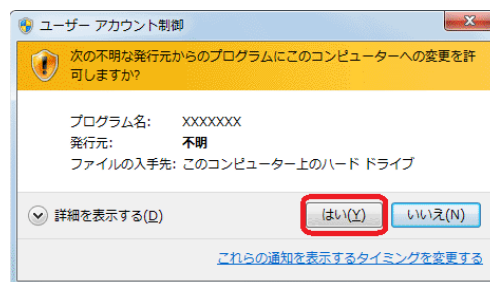 ユーザー アカウント制御
次の不明な発行元からのプログラムにこのコンピューターへの変更を許
可しますか?
プログラム名: XXXXXXX
発行元: 不明
ファイルの入手先: このコンピューター上のハード ドライブ
詳細を表示する(D) はい(Y) いいえ(N)
これらの通知を表示するタイミングを変更する